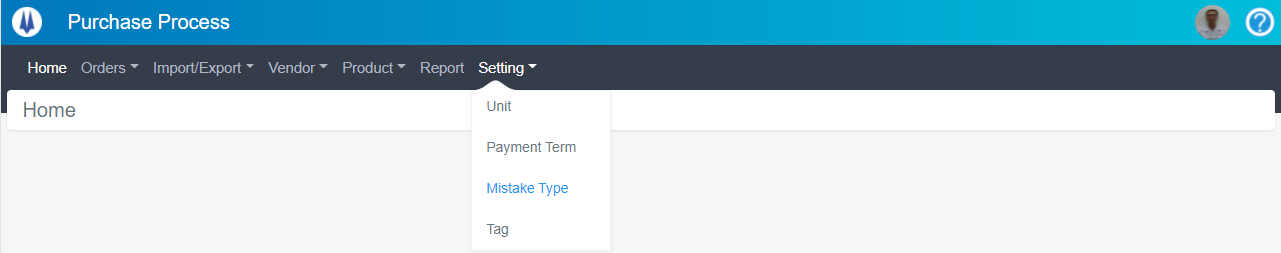 Purchase Process
Home Orders Import/Export Vendor Product Report Setting
Home
Unit
Payment Term
Mistake Type
Tag